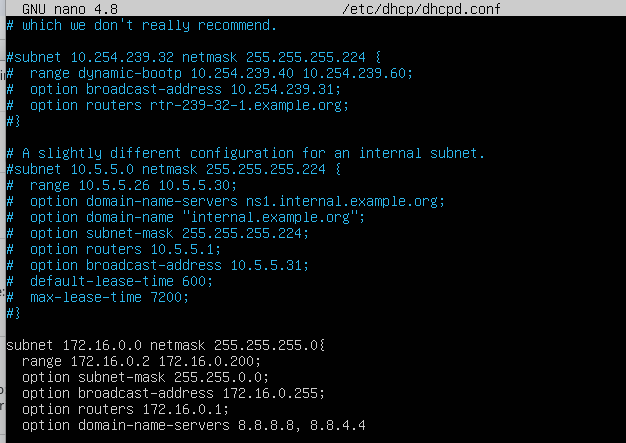 GNU nano 4.8 /etc/dhcp/dhcpd.conf
# which we don't really recommend.
#subnet 10.254.239.32 netmask 255.255.255.224 {
#  range dynamic-bootp 10.254.239.40 10.254.239.60;
#  option broadcast-address 10.254.239.31;
#  option routers rtr-239-32-1.example.org;
#}
# A slightly different configuration for an internal subnet.
#subnet 10.5.5.0 netmask 255.255.255.224 {
#  range 10.5.5.26 10.5.5.30;
#  option domain-name-servers ns1.internal.example.org;
#  option domain-name "internal.example.org";
#  option subnet-mask 255.255.255.224;
#  option routers 10.5.5.1;
#  option broadcast-address 10.5.5.31;
#  default-lease-time 600;
#  max-lease-time 7200;
#}
subnet 172.16.0.0 netmask 255.255.255.0{
  range 172.16.0.2 172.16.0.200;
  option subnet-mask 255.255.0.0;
  option broadcast-address 172.16.0.255;
  option routers 172.16.0.1;
  option domain-name-servers 8.8.8.8, 8.8.4.4